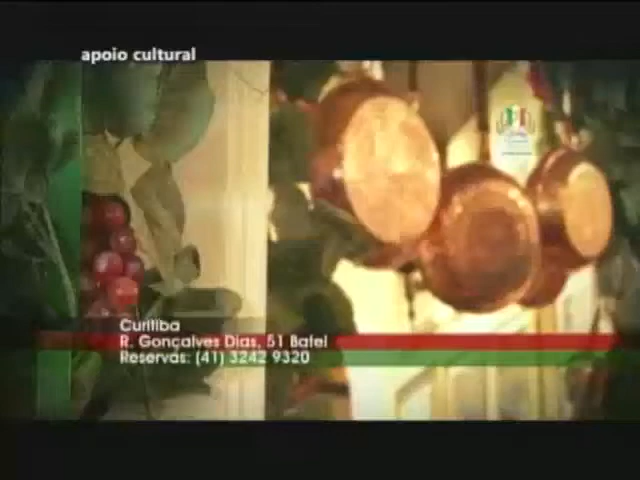 apoio cultural
Curitiba
R. Gonçalves Dias, 51 Batel
Reservas: (41) 3242 9320